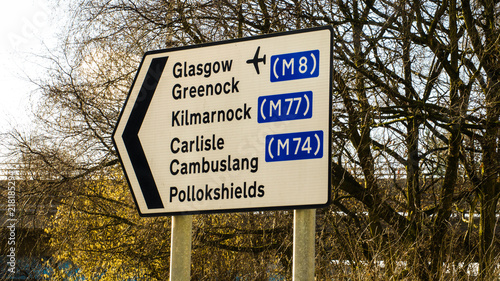 Glasgow (M8)
Greenock
Kilmarnock (M77)
Carlisle (M74)
Cambuslang
Pollokshields